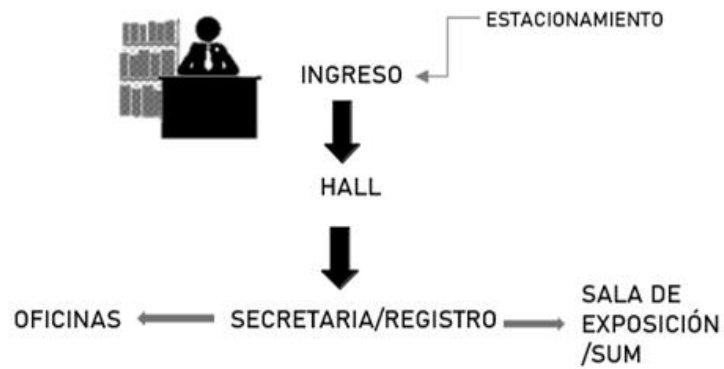 ESTACIONAMIENTO
INGRESO
HALL
OFICINAS
SECRETARIA/REGISTRO
SALA DE
EXPOSICIÓN
/SUM